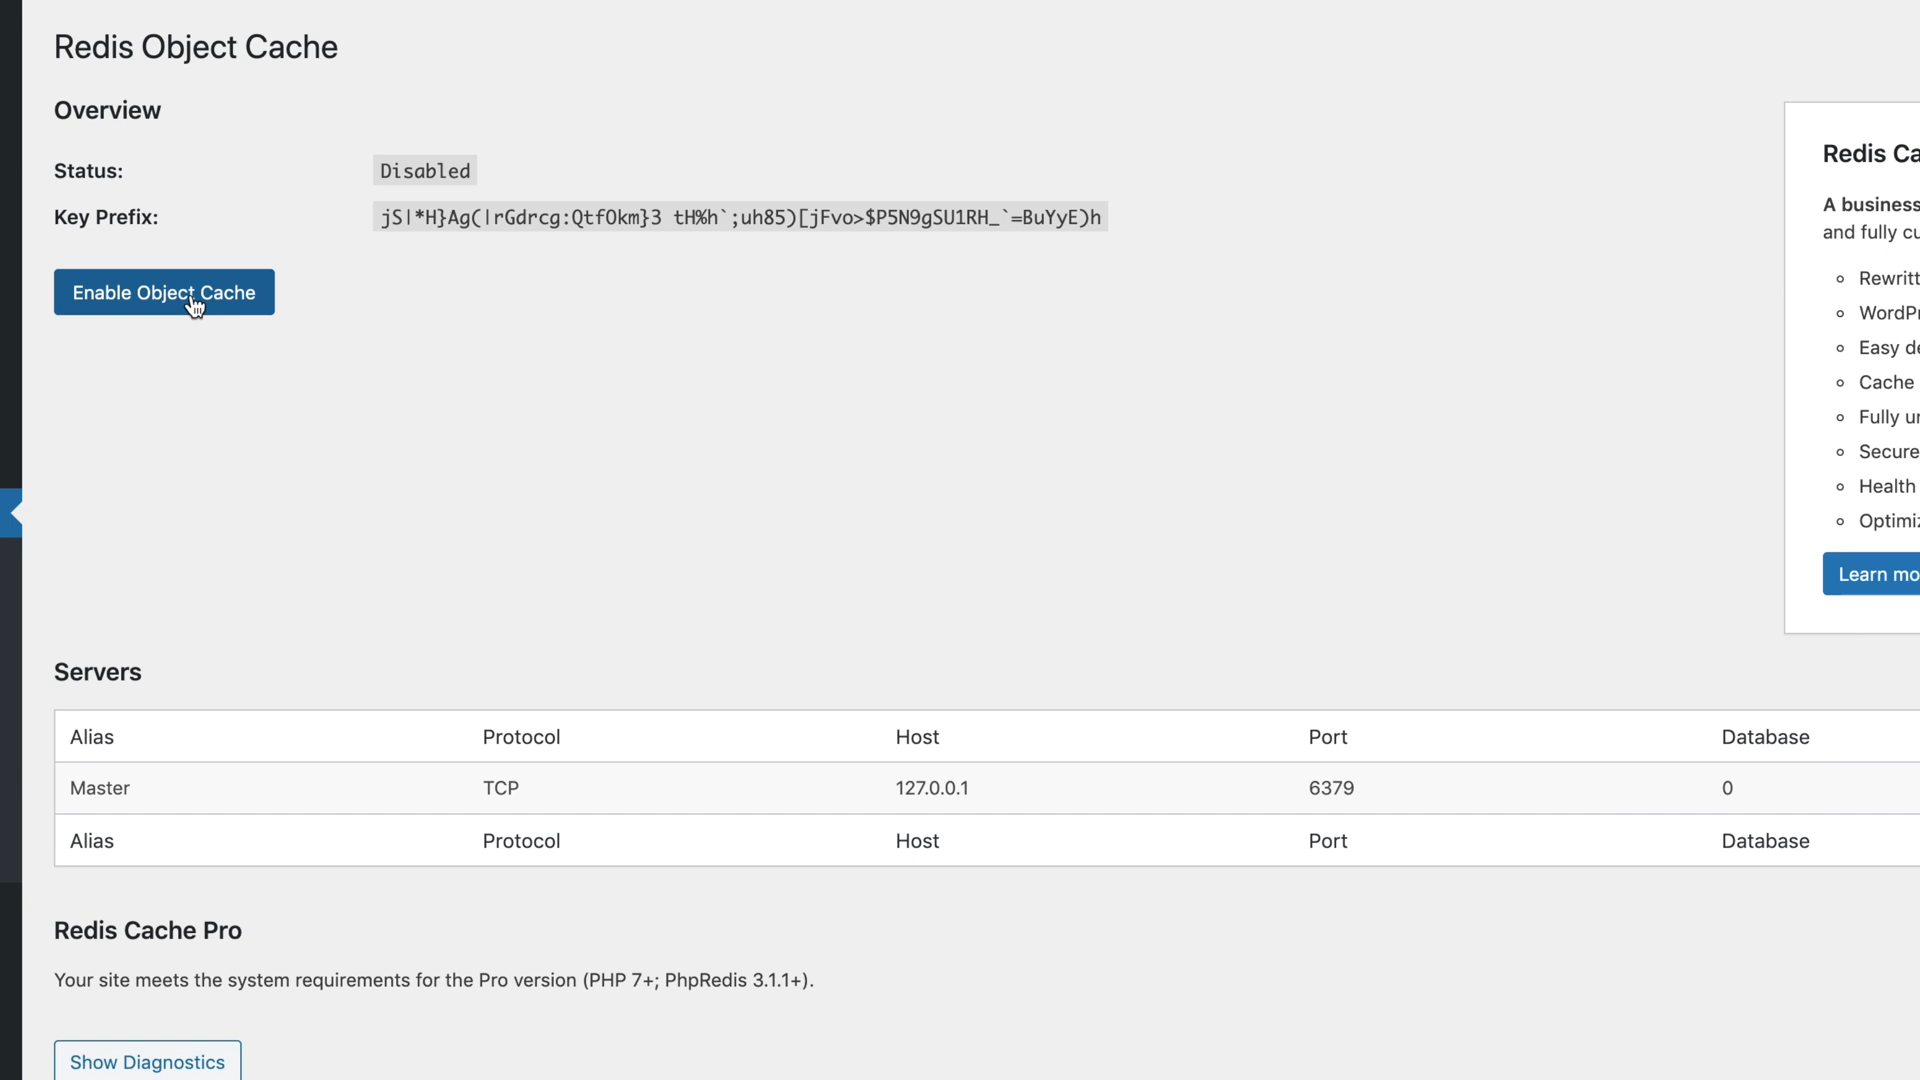 Redis Object Cache
Overview
Status: Disabled
Key Prefix: jS|*H}Ag(|rGdrcg:QtfOkm}3 tH%h`;uh85)[jFvo>$P5N9gSU1RH_`=BuYyE)h
Enable Object Cache
Redis Ca
A business
and fully cu
Rewritt
WordPr
Easy de
Cache
Fully un
Secure
Health
Optimiz
Learn mo
Servers
Alias Protocol Host Port Database
Master TCP 127.0.0.1 6379 0
Alias Protocol Host Port Database
Redis Cache Pro
Your site meets the system requirements for the Pro version (PHP 7+; PhpRedis 3.1.1+).
Show Diagnostics